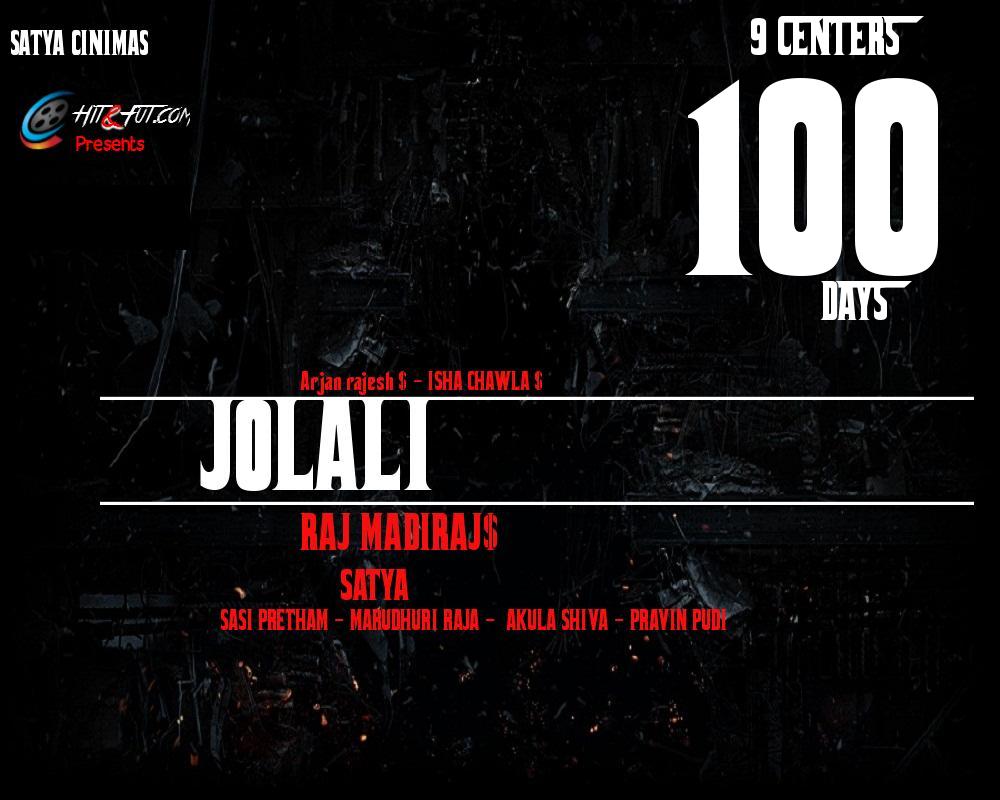 SATYA CINIMAS
HIT&FUT.COM
Presents
9 CENTERS
100
DAYS
Arjan rajesh $ - ISHA CHAWLA $
JOLALI
RAJ MADIRAJ$
SATYA
SASI PRETHAM - MARUDHURI RAJA - AKULA SHIVA - PRAVIN PUDI